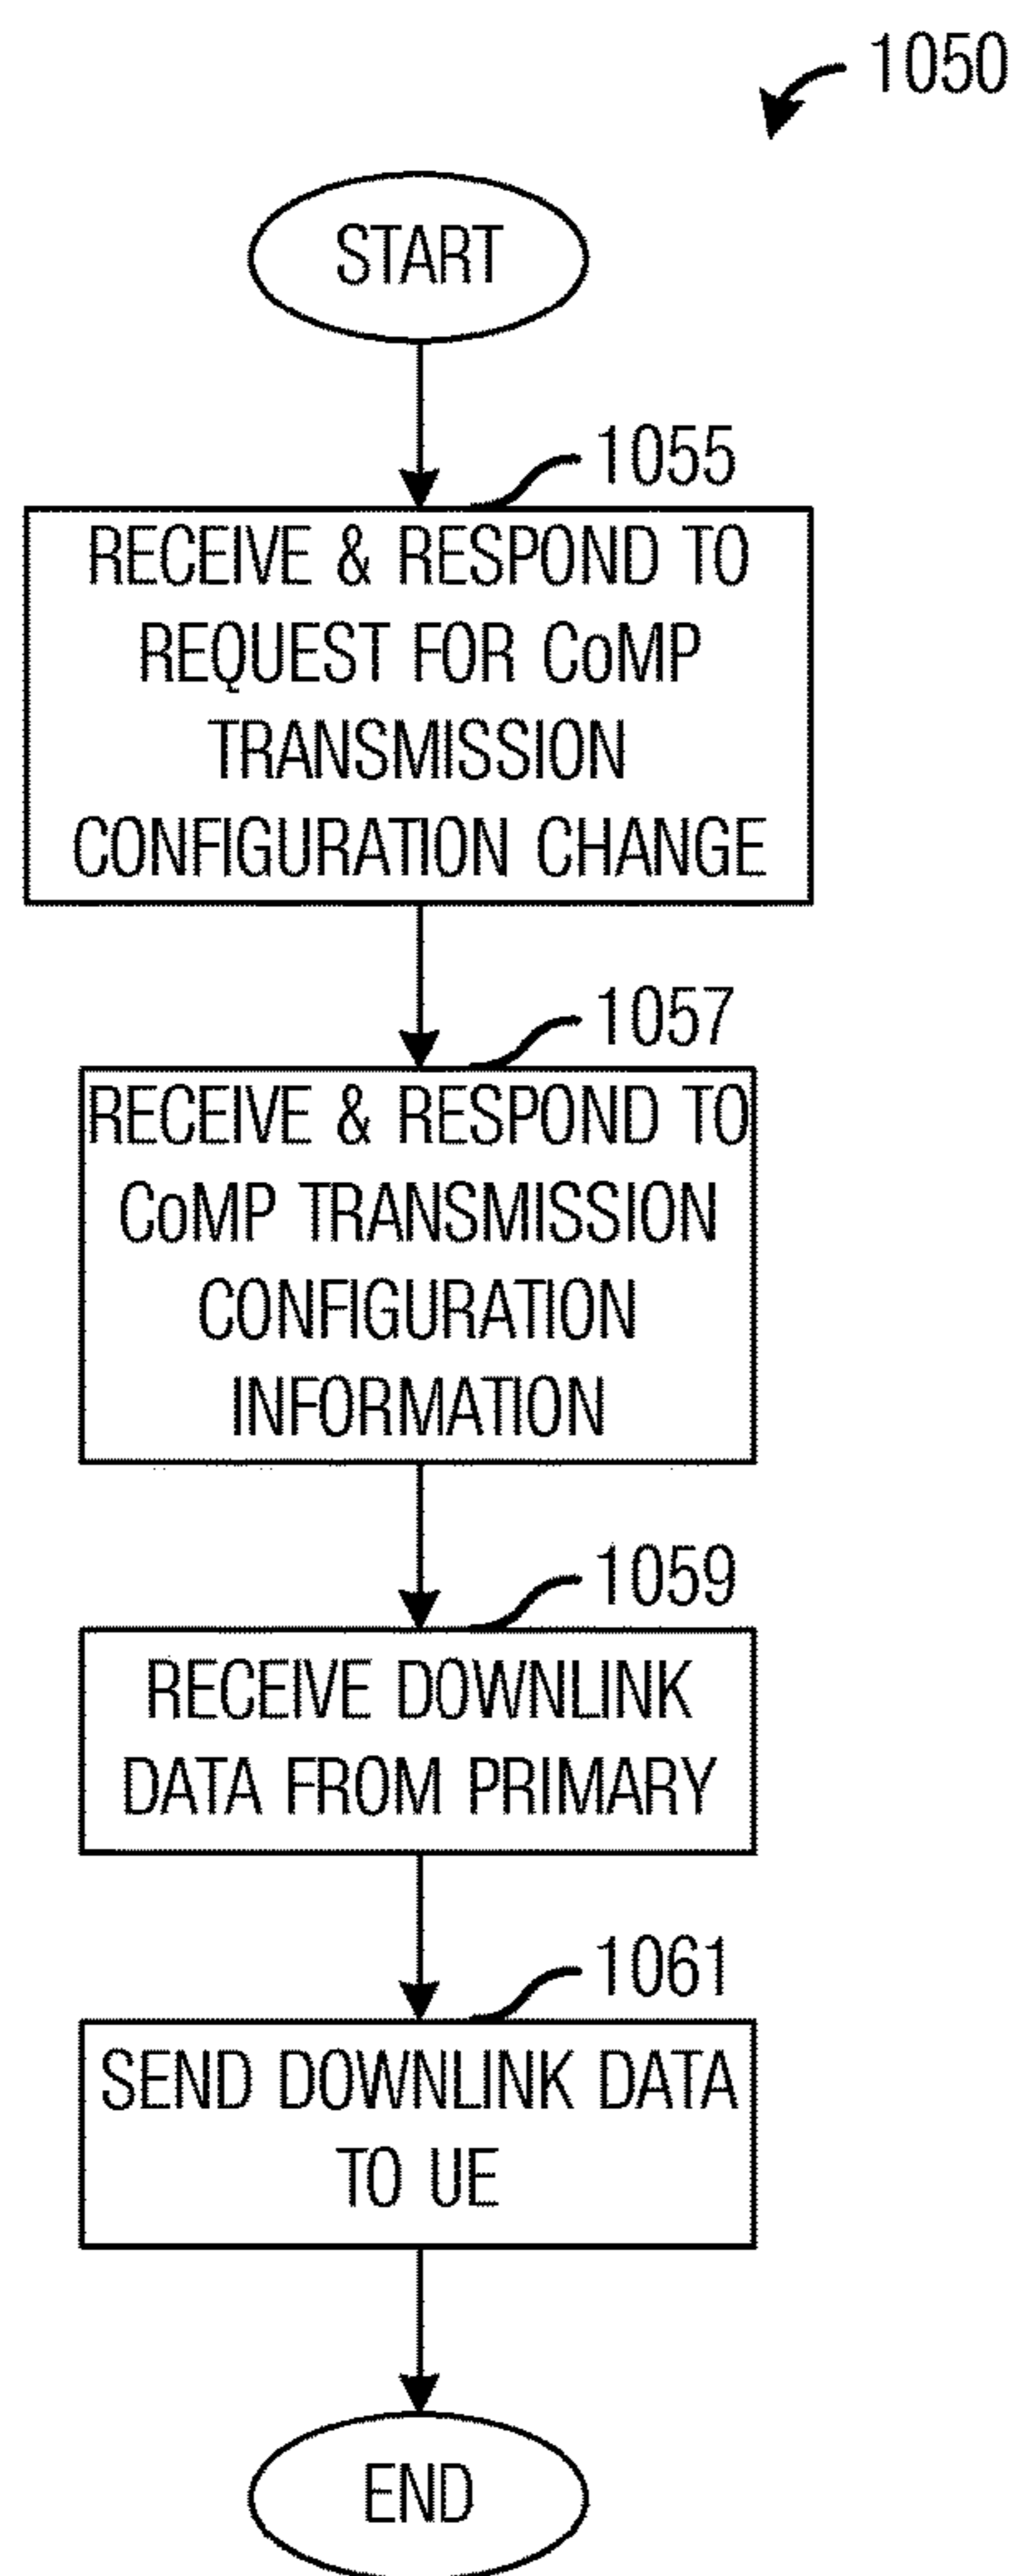 1050
START
1055
RECEIVE & RESPOND TO
REQUEST FOR CoMP
TRANSMISSION
CONFIGURATION CHANGE
1057
RECEIVE & RESPOND TO
CoMP TRANSMISSION
CONFIGURATION
INFORMATION
1059
RECEIVE DOWNLINK
DATA FROM PRIMARY
1061
SEND DOWNLINK DATA
TO UE
END